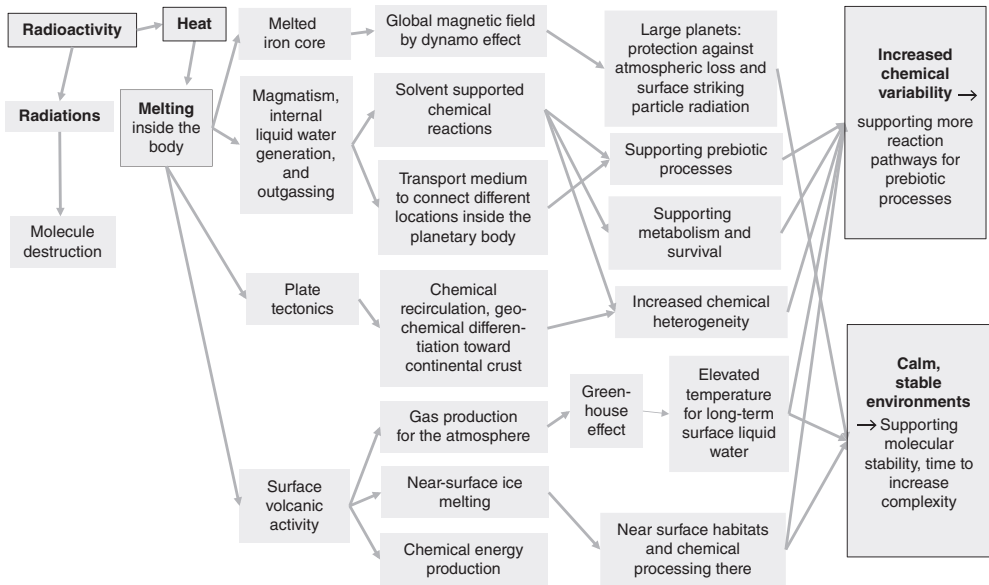 Radioactivity
Heat
Radiations
Molecule
destruction
Melting
inside the
body
Melted
iron core
Magmatism,
internal
liquid water
generation,
and
outgassing
Plate
tectonics
Surface
volcanic
activity
Global magnetic field
by dynamo effect
Solvent supported
chemical
reactions
Transport medium
to connect different
locations inside the
planetary body
Chemical
recirculation, geo-
chemical differen-
tiation toward
continental crust
Gas production
for the atmosphere
Near-surface ice
melting
Chemical energy
production
Green-
house
effect
Large planets:
protection against
atmospheric loss and
surface striking
particle radiation
Supporting prebiotic
processes
Supporting
metabolism and
survival
Increased chemical
heterogeneity
Elevated
temperature
for long-term
surface liquid
water
Near surface habitats
and chemical
processing there
Increased
chemical
variability →
supporting more
reaction
pathways for
prebiotic
processes
Calm,
stable
environments
→ Supporting
molecular
stability, time to
increase
complexity